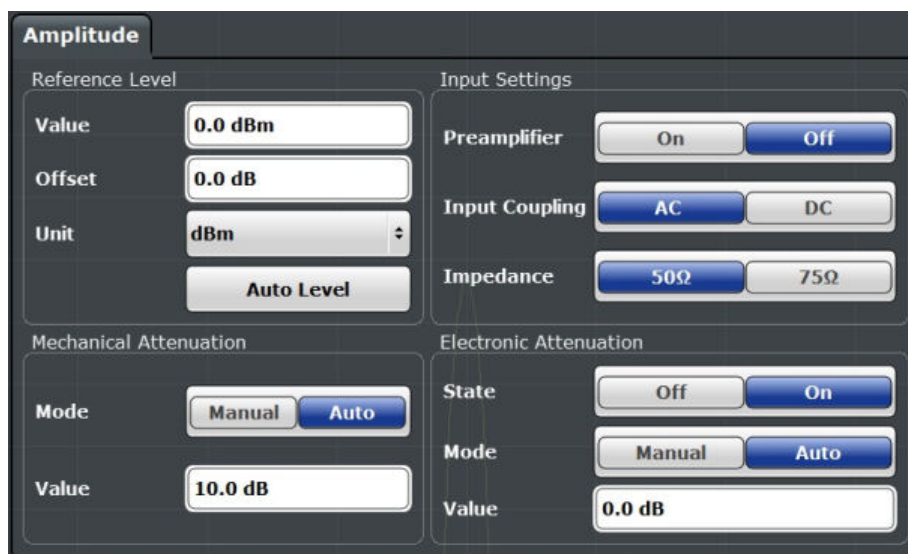 Amplitude
Reference Level
Value 0.0 dBm
Offset 0.0 dB
Unit dBm
Auto Level
Input Settings
Preamplifier On Off
Input Coupling AC DC
Impedance 50Ω 75Ω
Mechanical Attenuation
Mode Manual Auto
Value 10.0 dB
Electronic Attenuation
State Off On
Mode Manual Auto
Value 0.0 dB